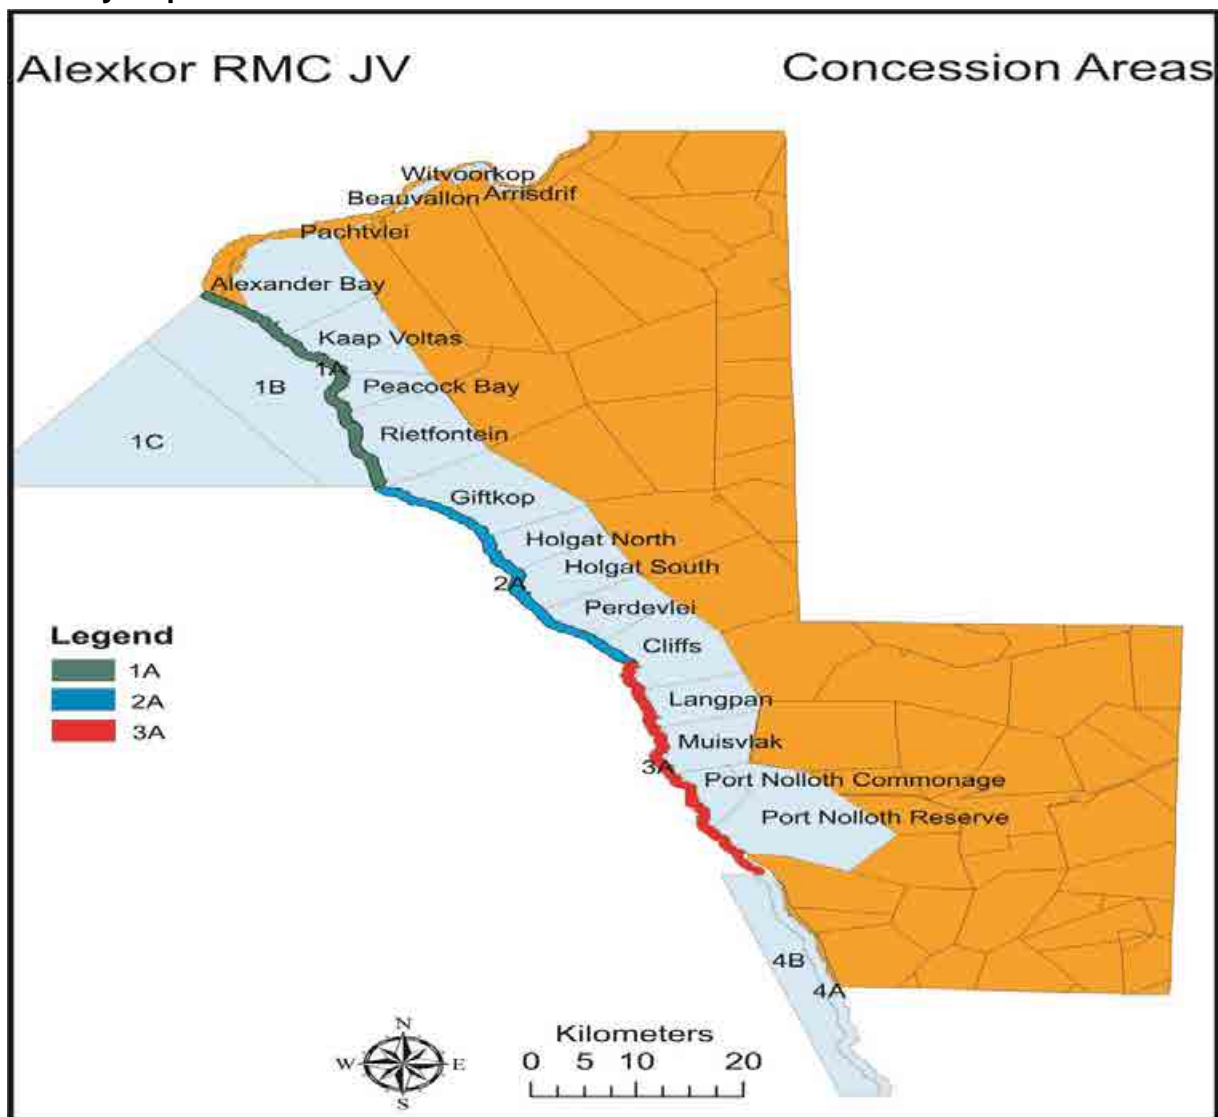 Alexkor RMC JV
Concession Areas
Witvoorkop
Beauvallon
Arrisdrif
Pachtvlei
Alexander Bay
Kaap Voltas
1A
1B
Peacock Bay
1C
Rietfontein
Giftkop
Holgat North
Holgat South
2A
Perdevlei
Cliffs
Legend
1A
2A
3A
Langpan
Muisvlak
3A
Port Nolloth Commonage
Port Nolloth Reserve
4B
4A
N
W
E
S
Kilometers
0 5 10 20